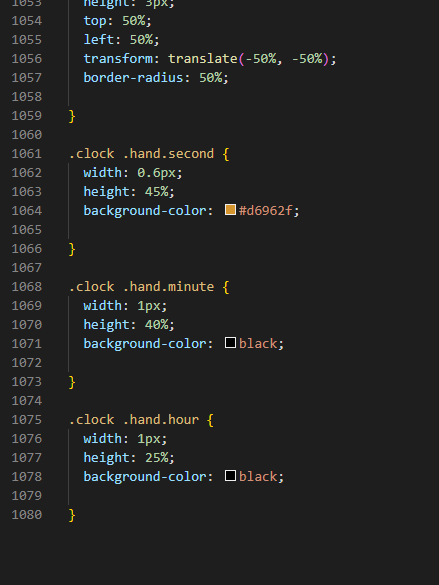 1053 height: 3px;
1054 top: 50%;
1055 left: 50%;
1056 transform: translate(-50%, -50%);
1057 border-radius: 50%;
1058
1059 }
1060
1061 .clock .hand.second {
1062 width: 0.6px;
1063 height: 45%;
1064 background-color: #d6962f;
1065
1066 }
1067
1068 .clock .hand.minute {
1069 width: 1px;
1070 height: 40%;
1071 background-color: black;
1072
1073 }
1074
1075 .clock .hand.hour {
1076 width: 1px;
1077 height: 25%;
1078 background-color: black;
1079
1080 }